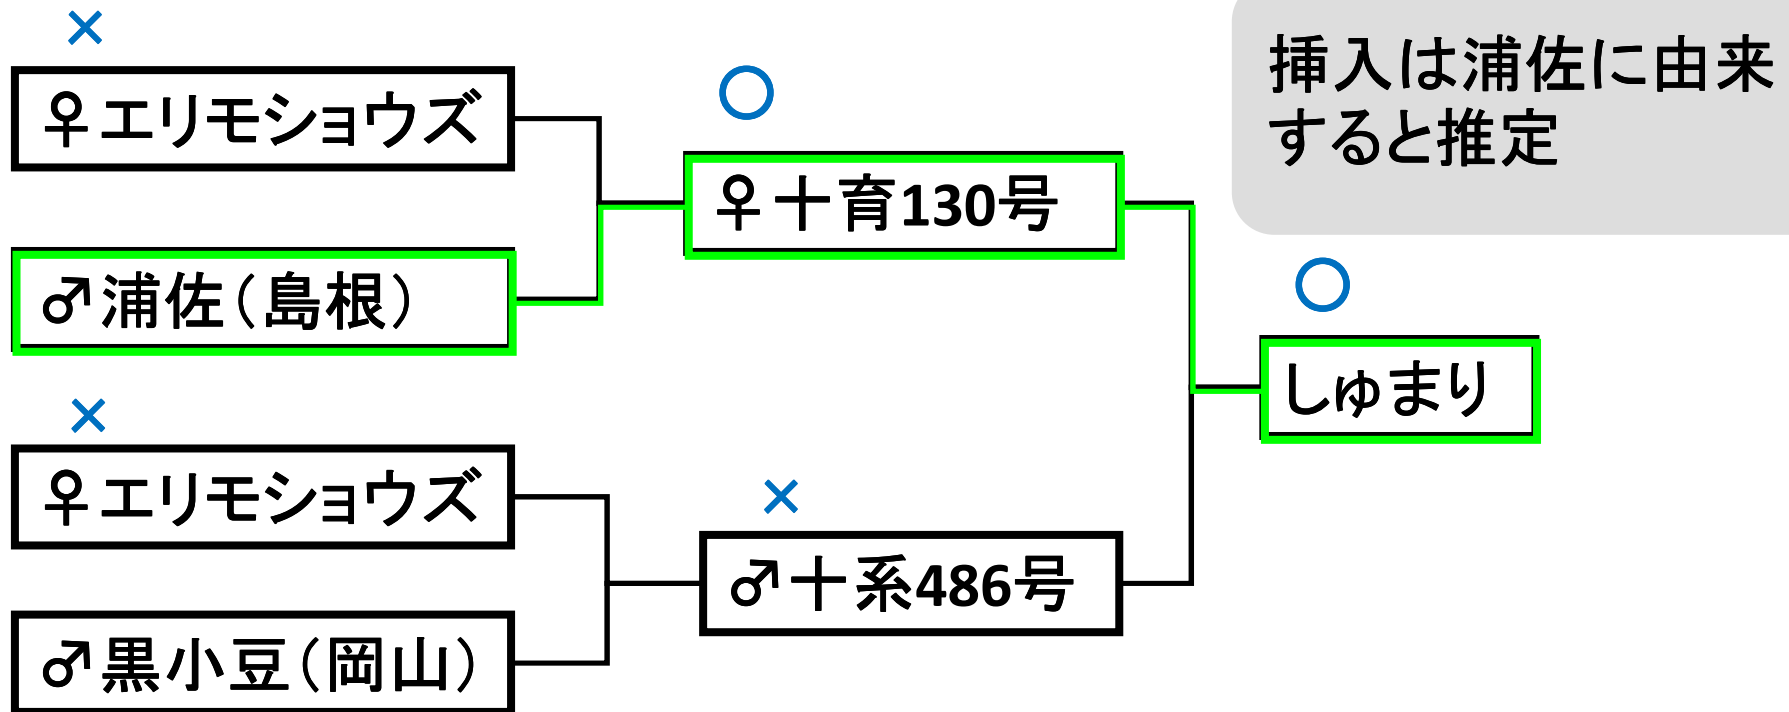 ×
♀エリモショウズ
♂浦佐(島根)
×
♀エリモショウズ
♂黒小豆(岡山)
○
♀十育130号
×
♂十系486号
挿入は浦佐に由来
すると推定
○
しゅまり